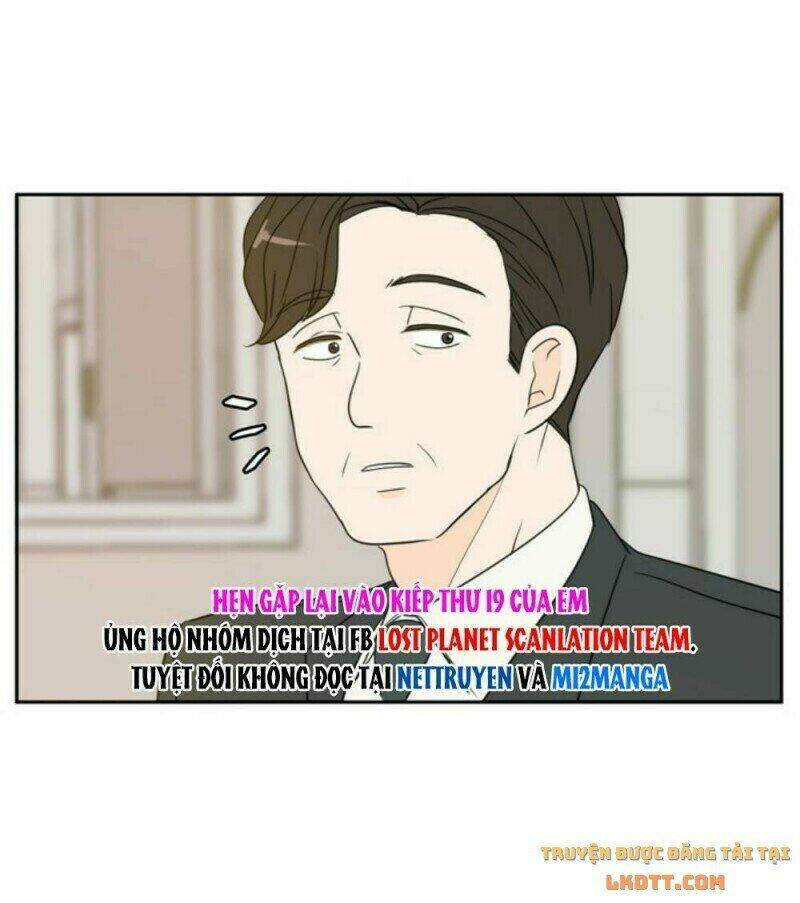 HẸN GẶP LẠI VÀO KIẾP THƯ 19 CỦA EM
ỦNG HỘ NHÓM DỊCH TẠI FB LOST PLANET SCANLATION TEAM.
TUYỆT ĐỐI KHÔNG ĐỌC TẠI NETTRUYEN VÀ MI2MANGA
TRUYỆN ĐƯỢC ĐĂNG TẢI TẠI
LKDTT.COM